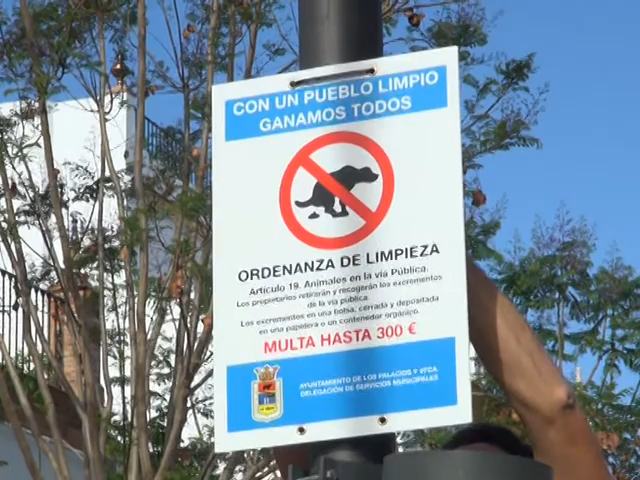 CON UN PUEBLO LIMPIO
GANAMOS TODOS
ORDENANZA DE LIMPIEZA
Artículo 19. Animales en la vía Pública.
Los propietarios retirarán y recogerán los excrementos
de la vía pública.
Los excrementos en una bolsa, cerrada y depositada
en una papelera o un contenedor orgánico.
MULTA HASTA 300 €
AYUNTAMIENTO DE LOS PALACIOS Y VFCA
DELEGACIÓN DE SERVICIOS MUNICIPALES